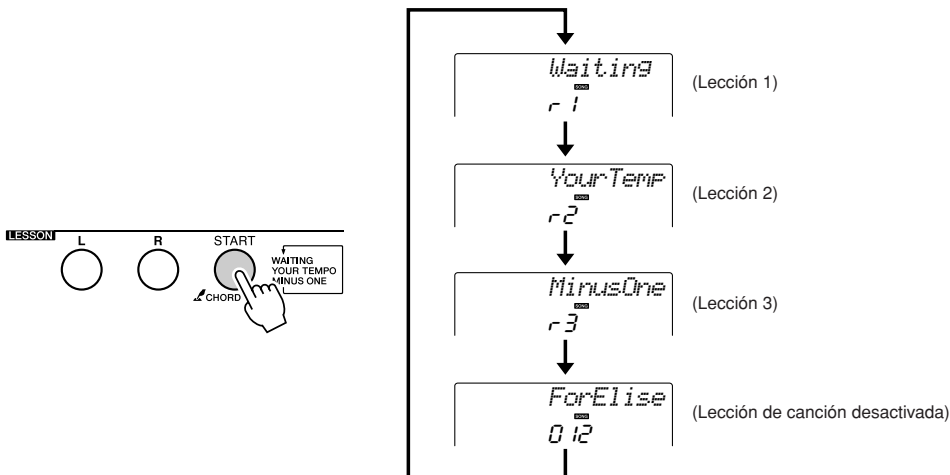 Waiting
SONG
r1
(Lección 1)
YourTemp
SONG
r2
(Lección 2)
LESSON
L
R
START
WAITING
YOUR TEMPO
MINUS ONE
CHORD
MinusOne
SONG
r3
(Lección 3)
ForElise
SONG
012
(Lección de canción desactivada)